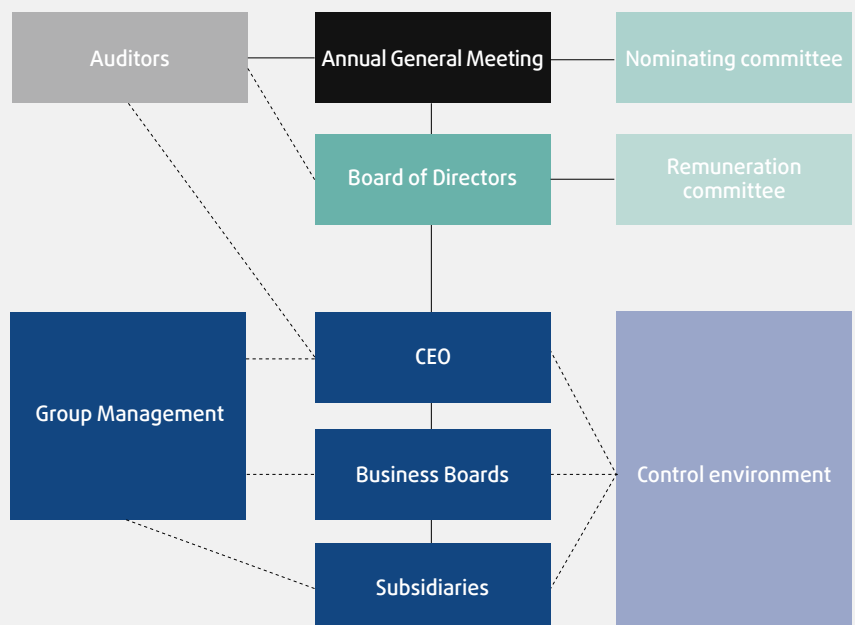 Auditors
Annual General Meeting
Nominating committee
Board of Directors
Remuneration
committee
CEO
Group Management
Business Boards
Control environment
Subsidiaries